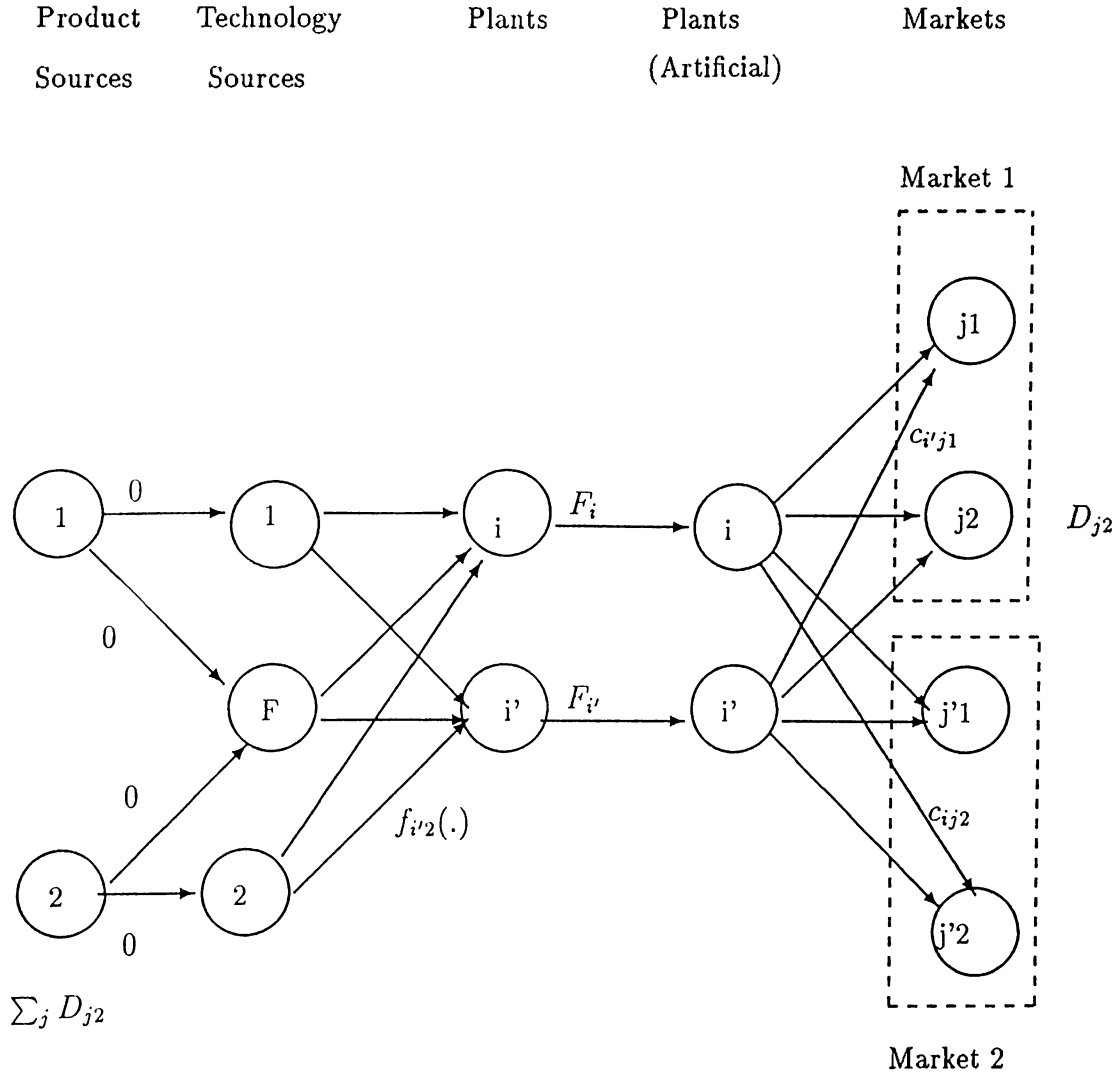 Product Technology Plants Plants Markets
Sources Sources (Artificial)
Market 1
j1
c_{i'j1}
1 0 1 i F_i i j2 D_{j2}
0
F i' F_{i'} i' j'1
0 f_{i'2}(.) c_{ij2}
2 2
0 j'2
∑_j D_{j2}
Market 2